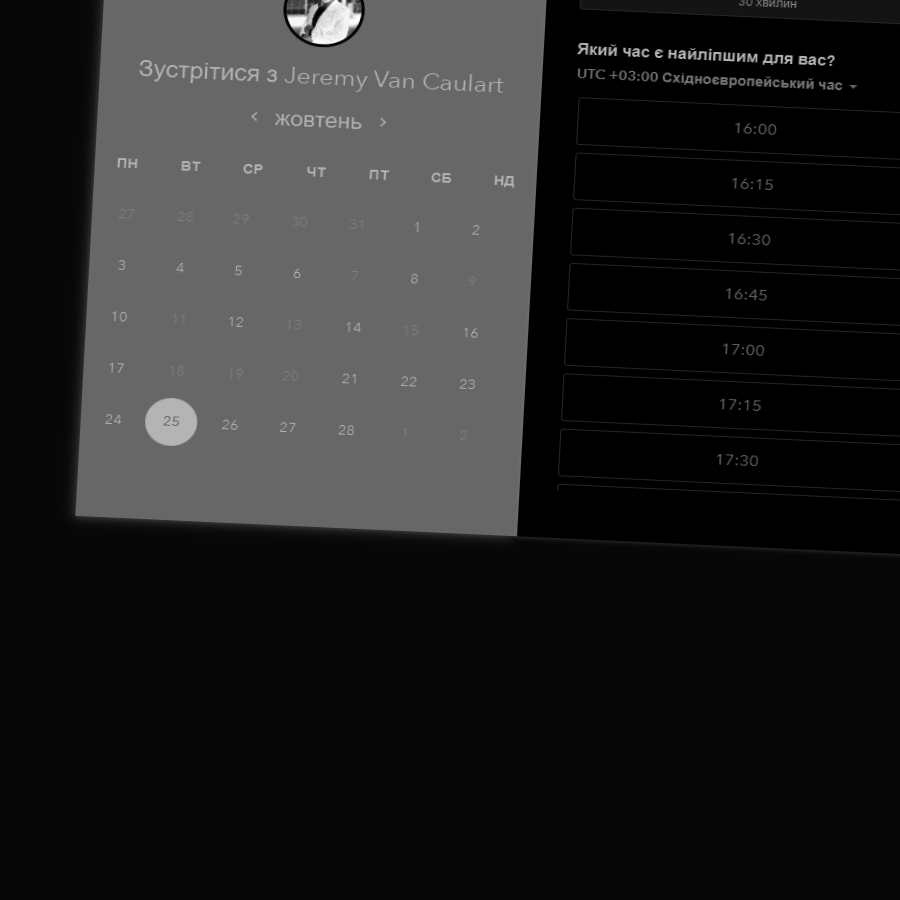 Зустрітися з Jeremy Van Caulart
‹ жовтень ›
ПН ВТ СР ЧТ ПТ СБ НД
27 28 29 30 31 1 2
3 4 5 6 7 8 9
10 11 12 13 14 15 16
17 18 19 20 21 22 23
24 25 26 27 28 1 2
30 хвилин
Який час є найліпшим для вас?
UTC +03:00 Східноєвропейський час
16:00
16:15
16:30
16:45
17:00
17:15
17:30